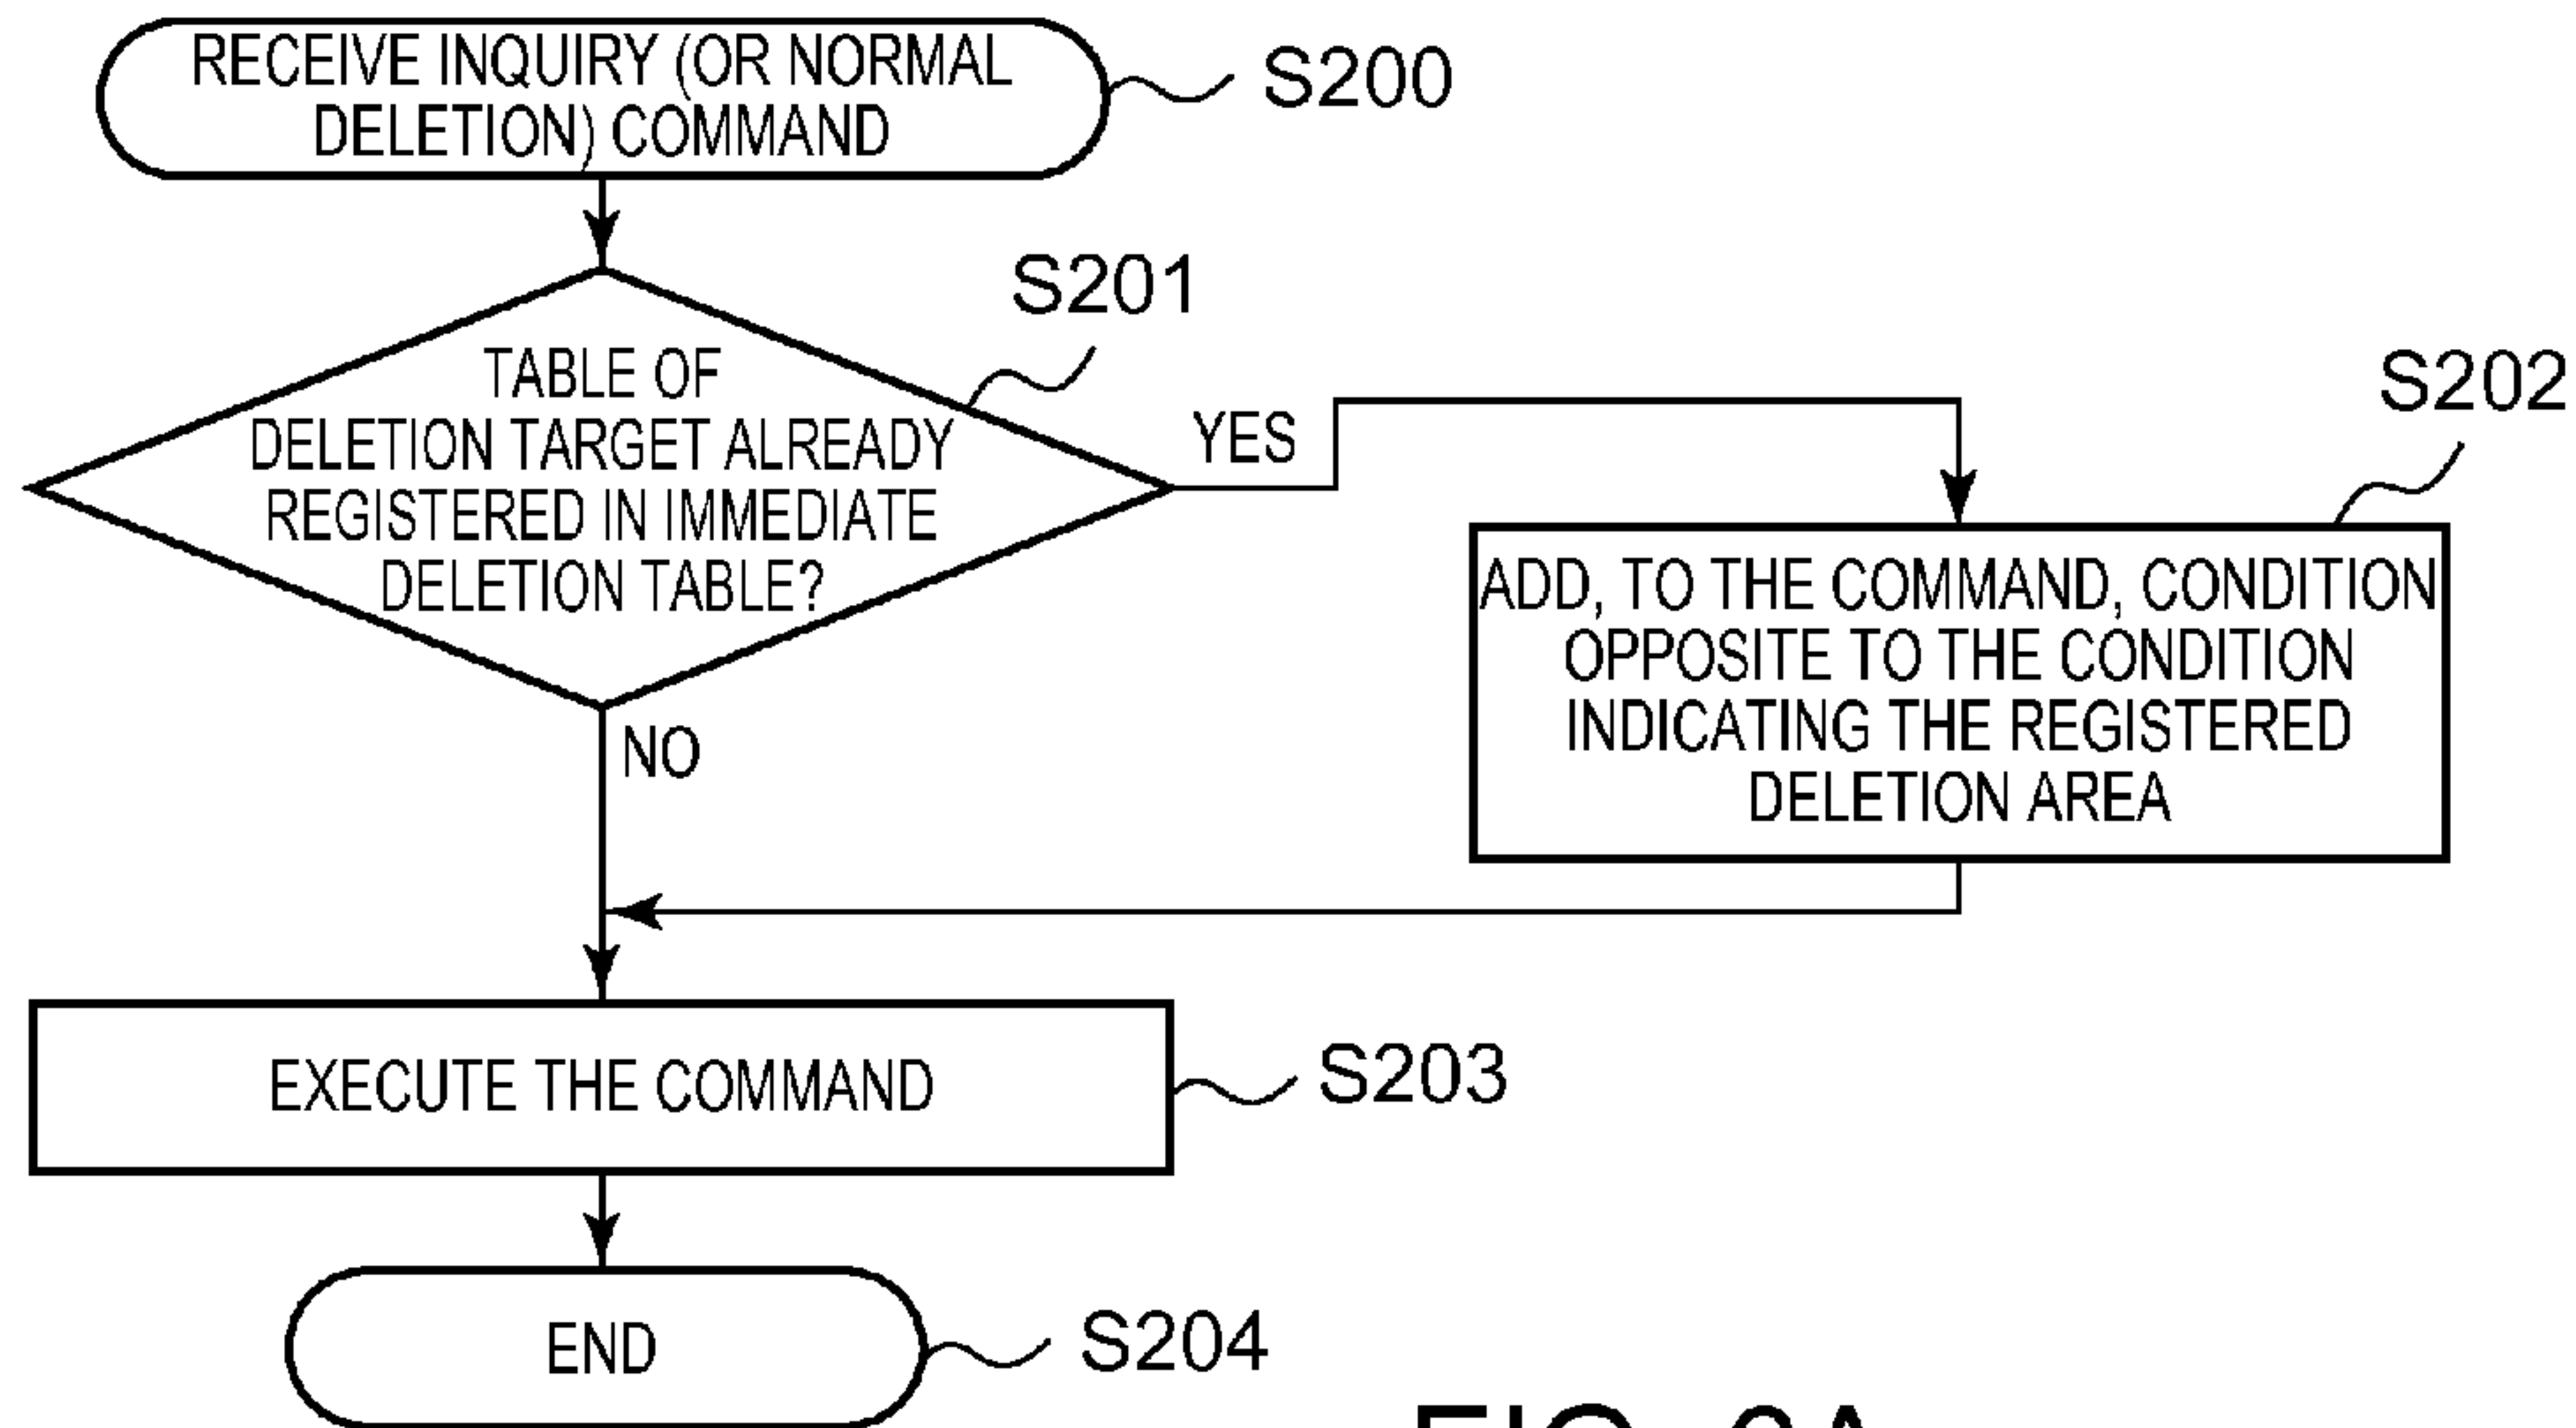 RECEIVE INQUIRY (OR NORMAL
DELETION) COMMAND
S200
S201
TABLE OF
DELETION TARGET ALREADY
REGISTERED IN IMMEDIATE
DELETION TABLE?
YES
S202
ADD, TO THE COMMAND, CONDITION
OPPOSITE TO THE CONDITION
INDICATING THE REGISTERED
DELETION AREA
NO
EXECUTE THE COMMAND
S203
END
S204